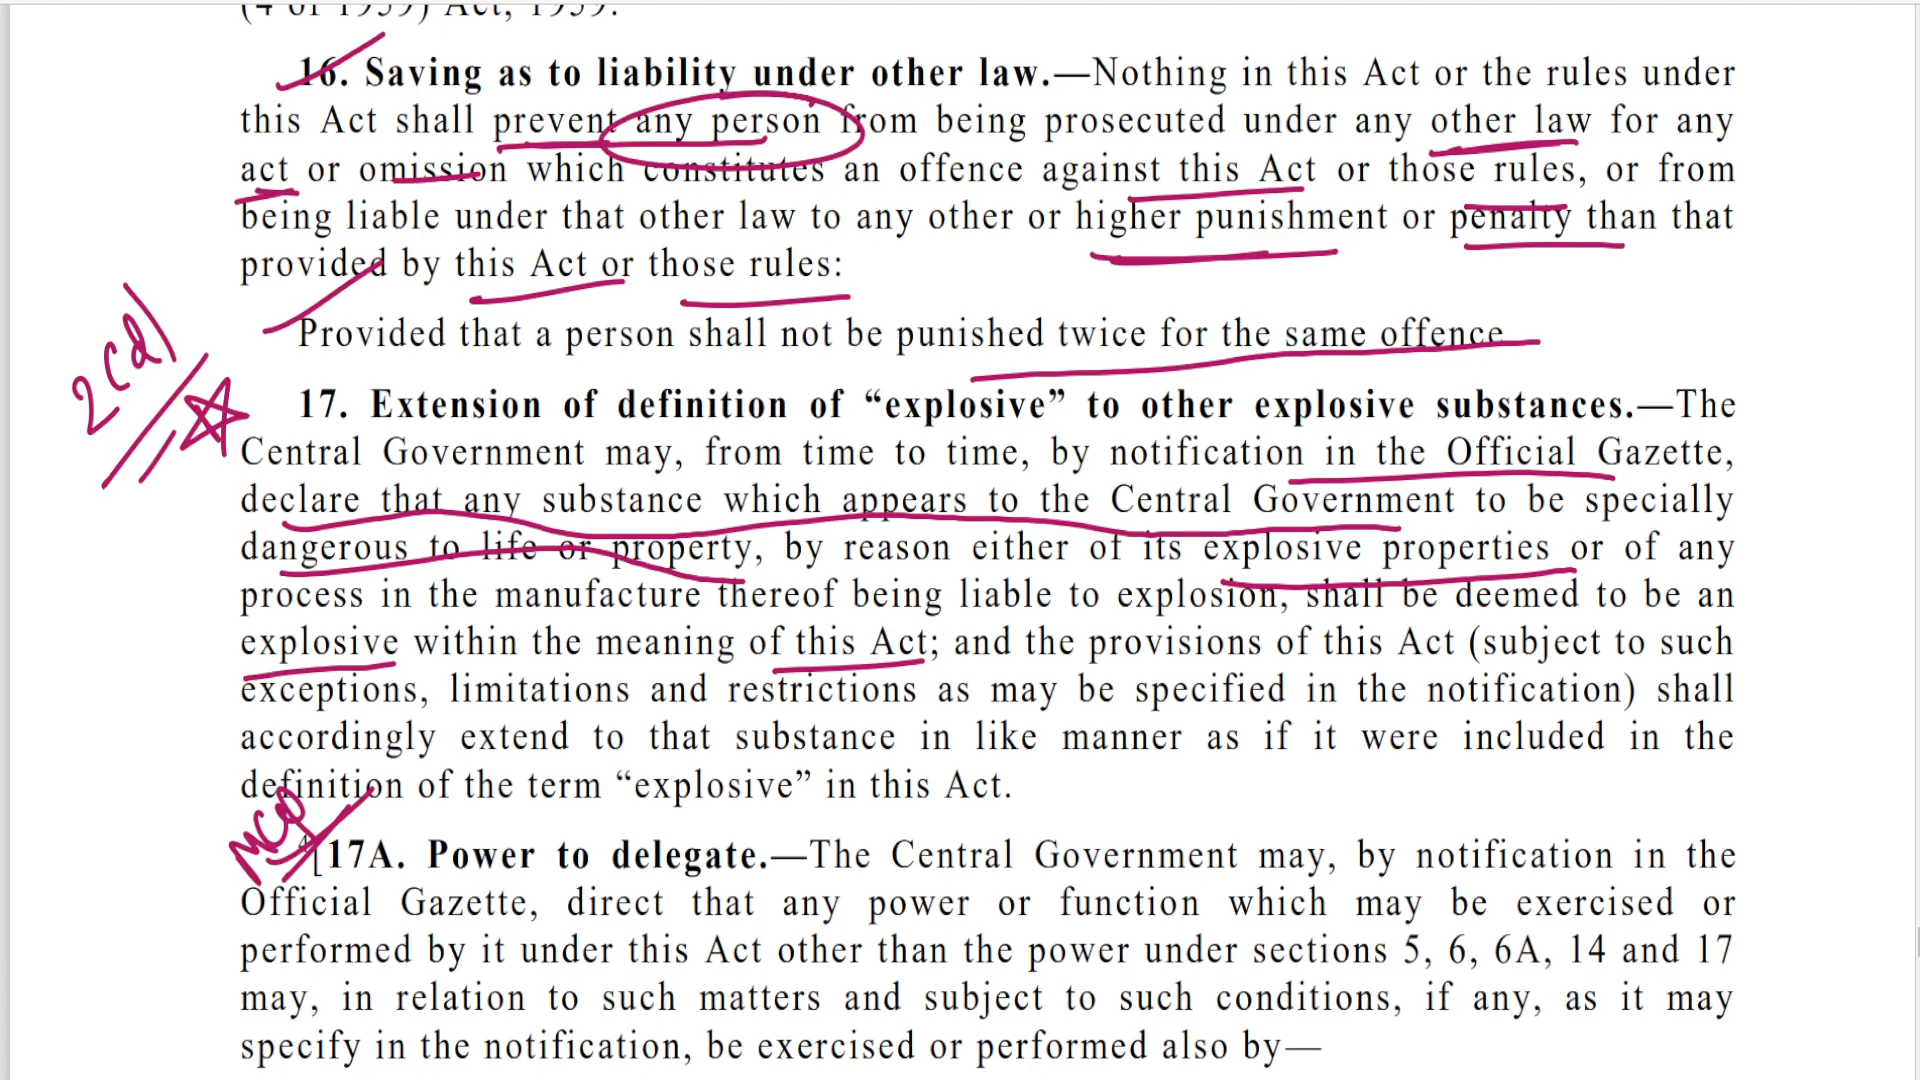 (4 of 1959) Act, 1959.
16. Saving as to liability under other law.—Nothing in this Act or the rules under
this Act shall prevent any person from being prosecuted under any other law for any
act or omission which constitutes an offence against this Act or those rules, or from
being liable under that other law to any other or higher punishment or penalty than that
provided by this Act or those rules:
Provided that a person shall not be punished twice for the same offence.
2(d)
17. Extension of definition of “explosive” to other explosive substances.—The
Central Government may, from time to time, by notification in the Official Gazette,
declare that any substance which appears to the Central Government to be specially
dangerous to life or property, by reason either of its explosive properties or of any
process in the manufacture thereof being liable to explosion, shall be deemed to be an
explosive within the meaning of this Act; and the provisions of this Act (subject to such
exceptions, limitations and restrictions as may be specified in the notification) shall
accordingly extend to that substance in like manner as if it were included in the
definition of the term “explosive” in this Act.
MCQ
[17A. Power to delegate.—The Central Government may, by notification in the
Official Gazette, direct that any power or function which may be exercised or
performed by it under this Act other than the power under sections 5, 6, 6A, 14 and 17
may, in relation to such matters and subject to such conditions, if any, as it may
specify in the notification, be exercised or performed also by—